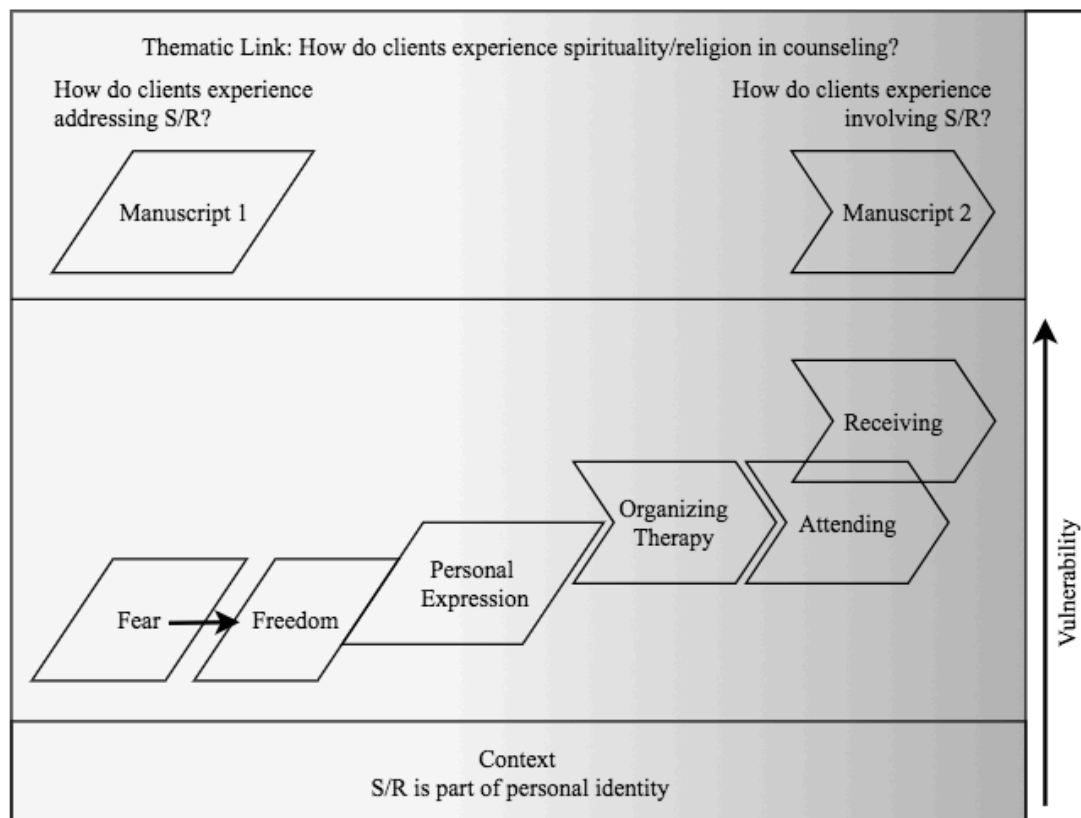 Thematic Link: How do clients experience spirituality/religion in counseling?
How do clients experience
addressing S/R?
How do clients experience
involving S/R?
Manuscript 1
Manuscript 2
Receiving
Organizing
Therapy
Attending
Personal
Expression
Fear
Freedom
Vulnerability
Context
S/R is part of personal identity